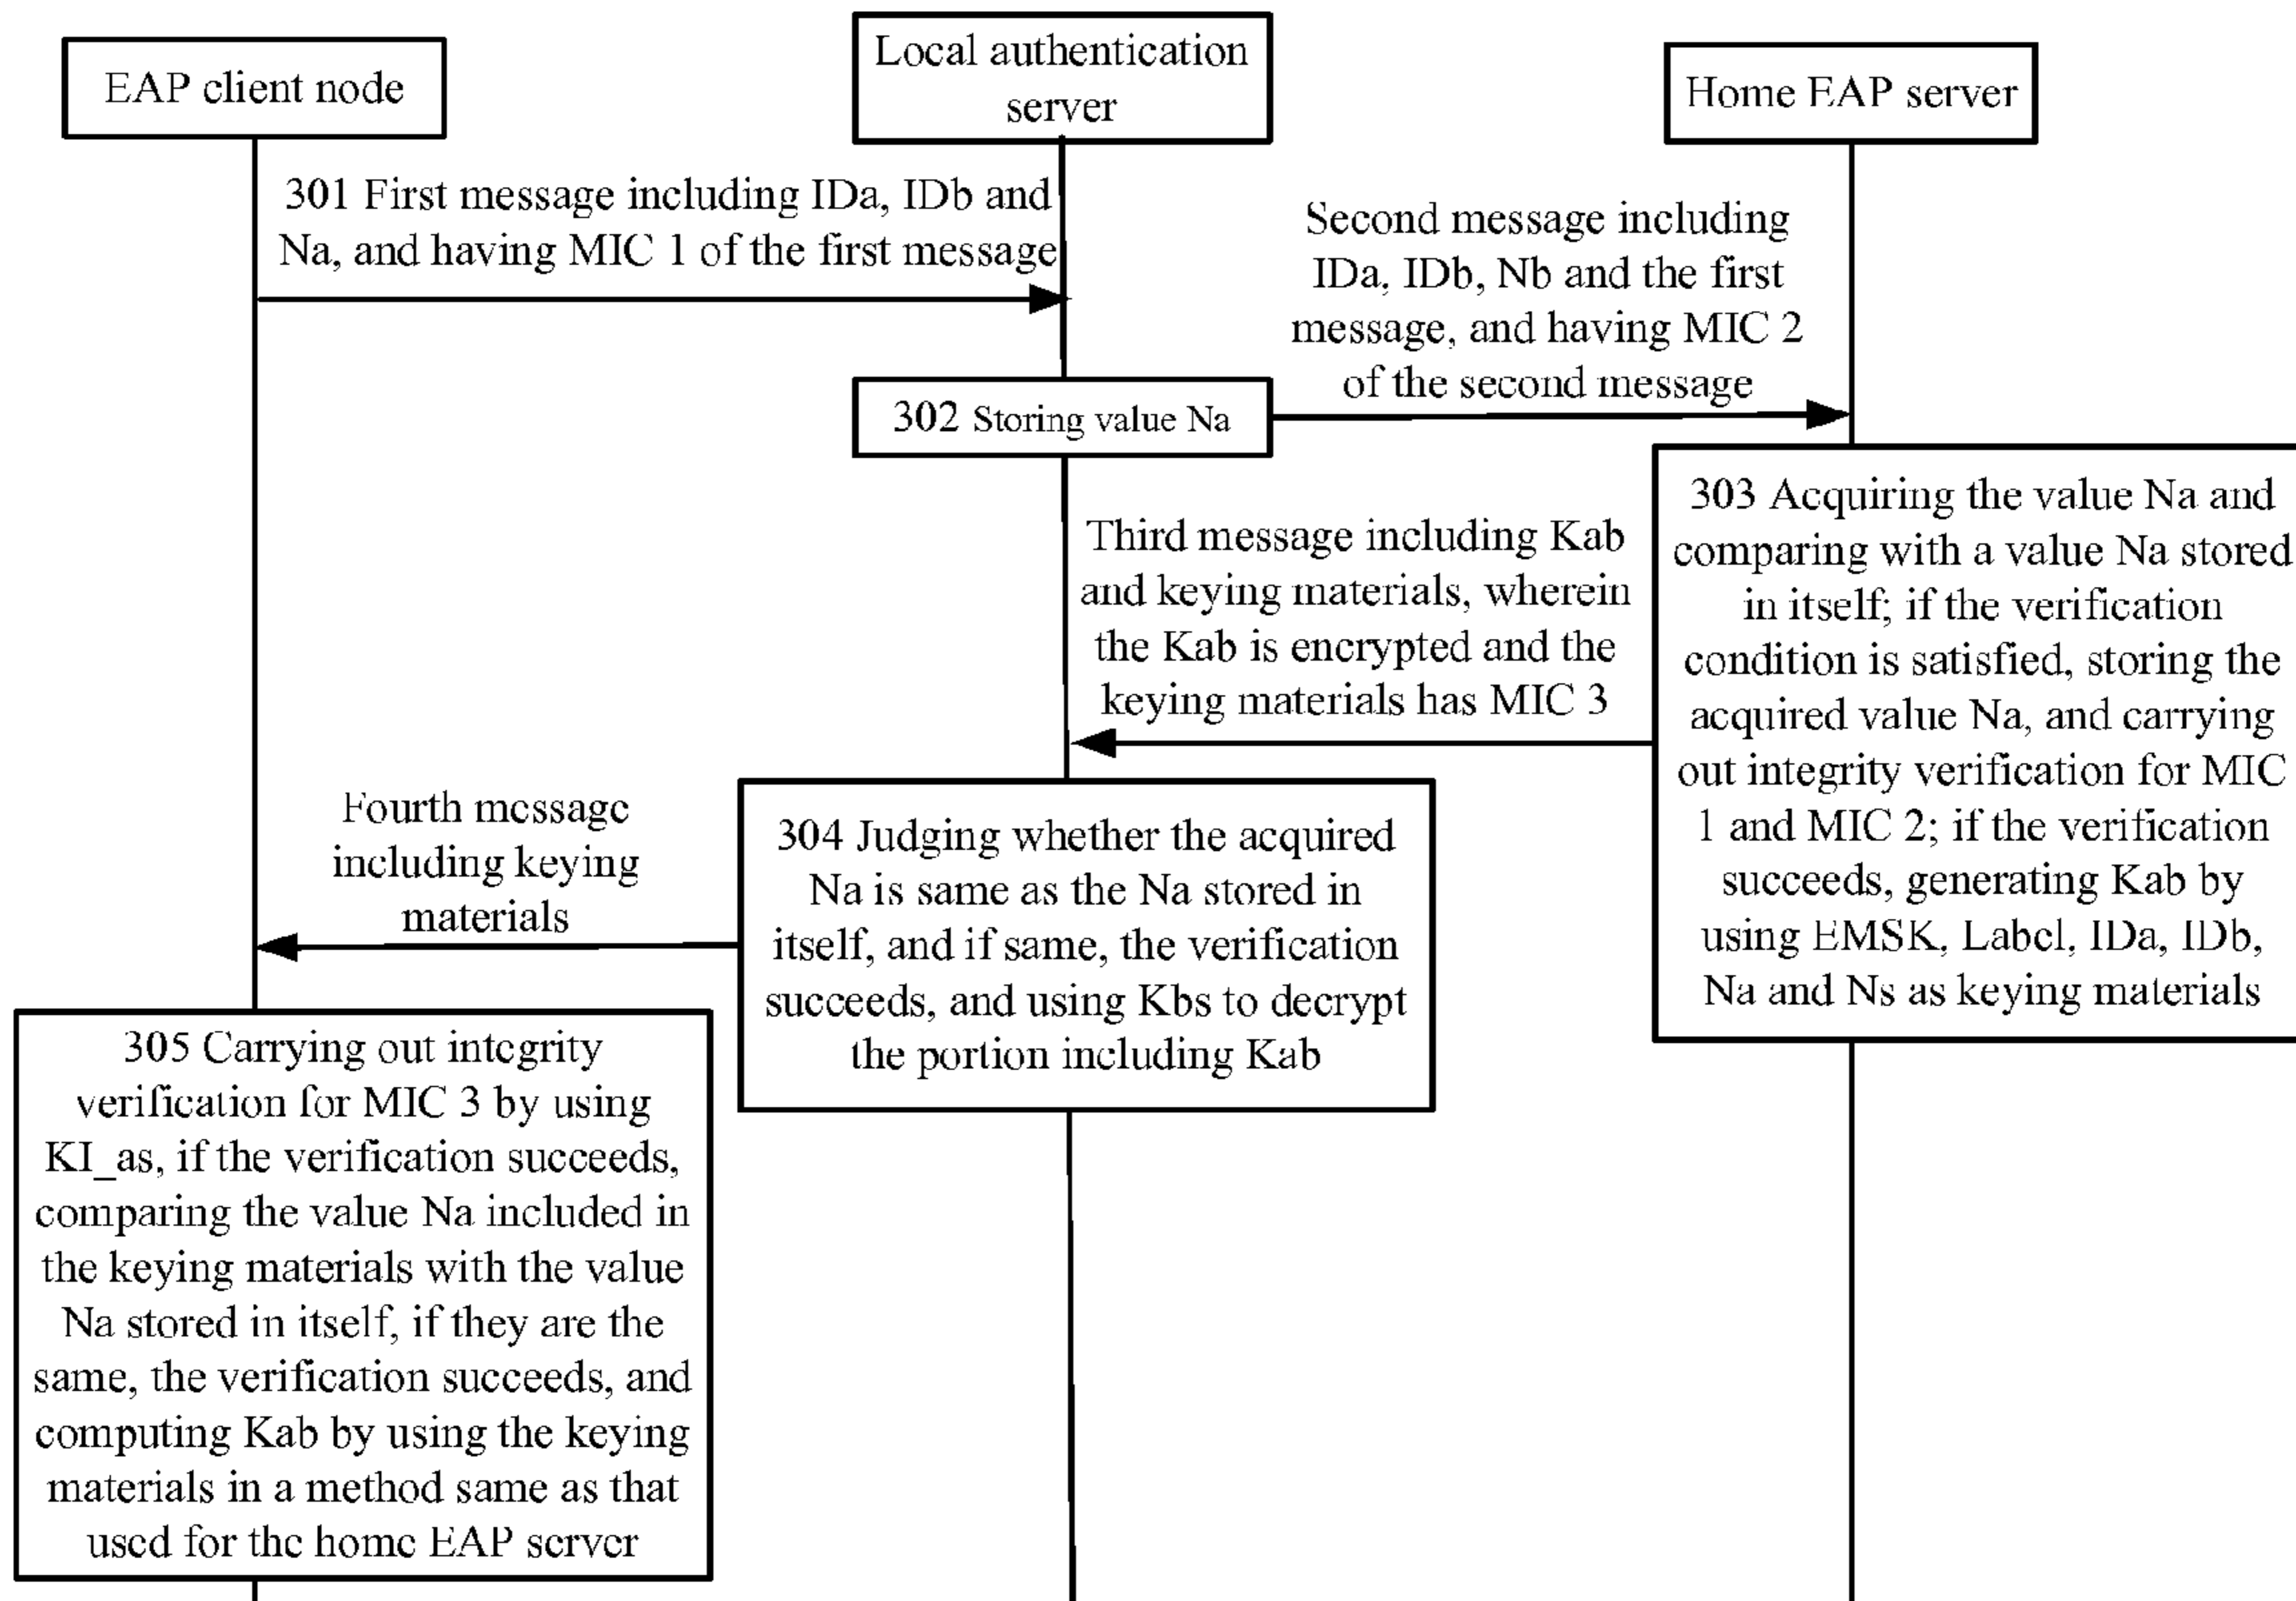 EAP client node
Local authentication
server
Home EAP server
301 First message including IDa, IDb and
Na, and having MIC 1 of the first message
Second message including
IDa, IDb, Nb and the first
message, and having MIC 2
of the second message
302 Storing value Na
303 Acquiring the value Na and
comparing with a value Na stored
in itself; if the verification
condition is satisfied, storing the
acquired value Na, and carrying
out integrity verification for MIC
1 and MIC 2; if the verification
succeeds, generating Kab by
using EMSK, Label, IDa, IDb,
Na and Ns as keying materials
Third message including Kab
and keying materials, wherein
the Kab is encrypted and the
keying materials has MIC 3
304 Judging whether the acquired
Na is same as the Na stored in
itself, and if same, the verification
succeeds, and using Kbs to decrypt
the portion including Kab
Fourth message
including keying
materials
305 Carrying out integrity
verification for MIC 3 by using
KI_as, if the verification succeeds,
comparing the value Na included in
the keying materials with the value
Na stored in itself, if they are the
same, the verification succeeds, and
computing Kab by using the keying
materials in a method same as that
used for the home EAP server